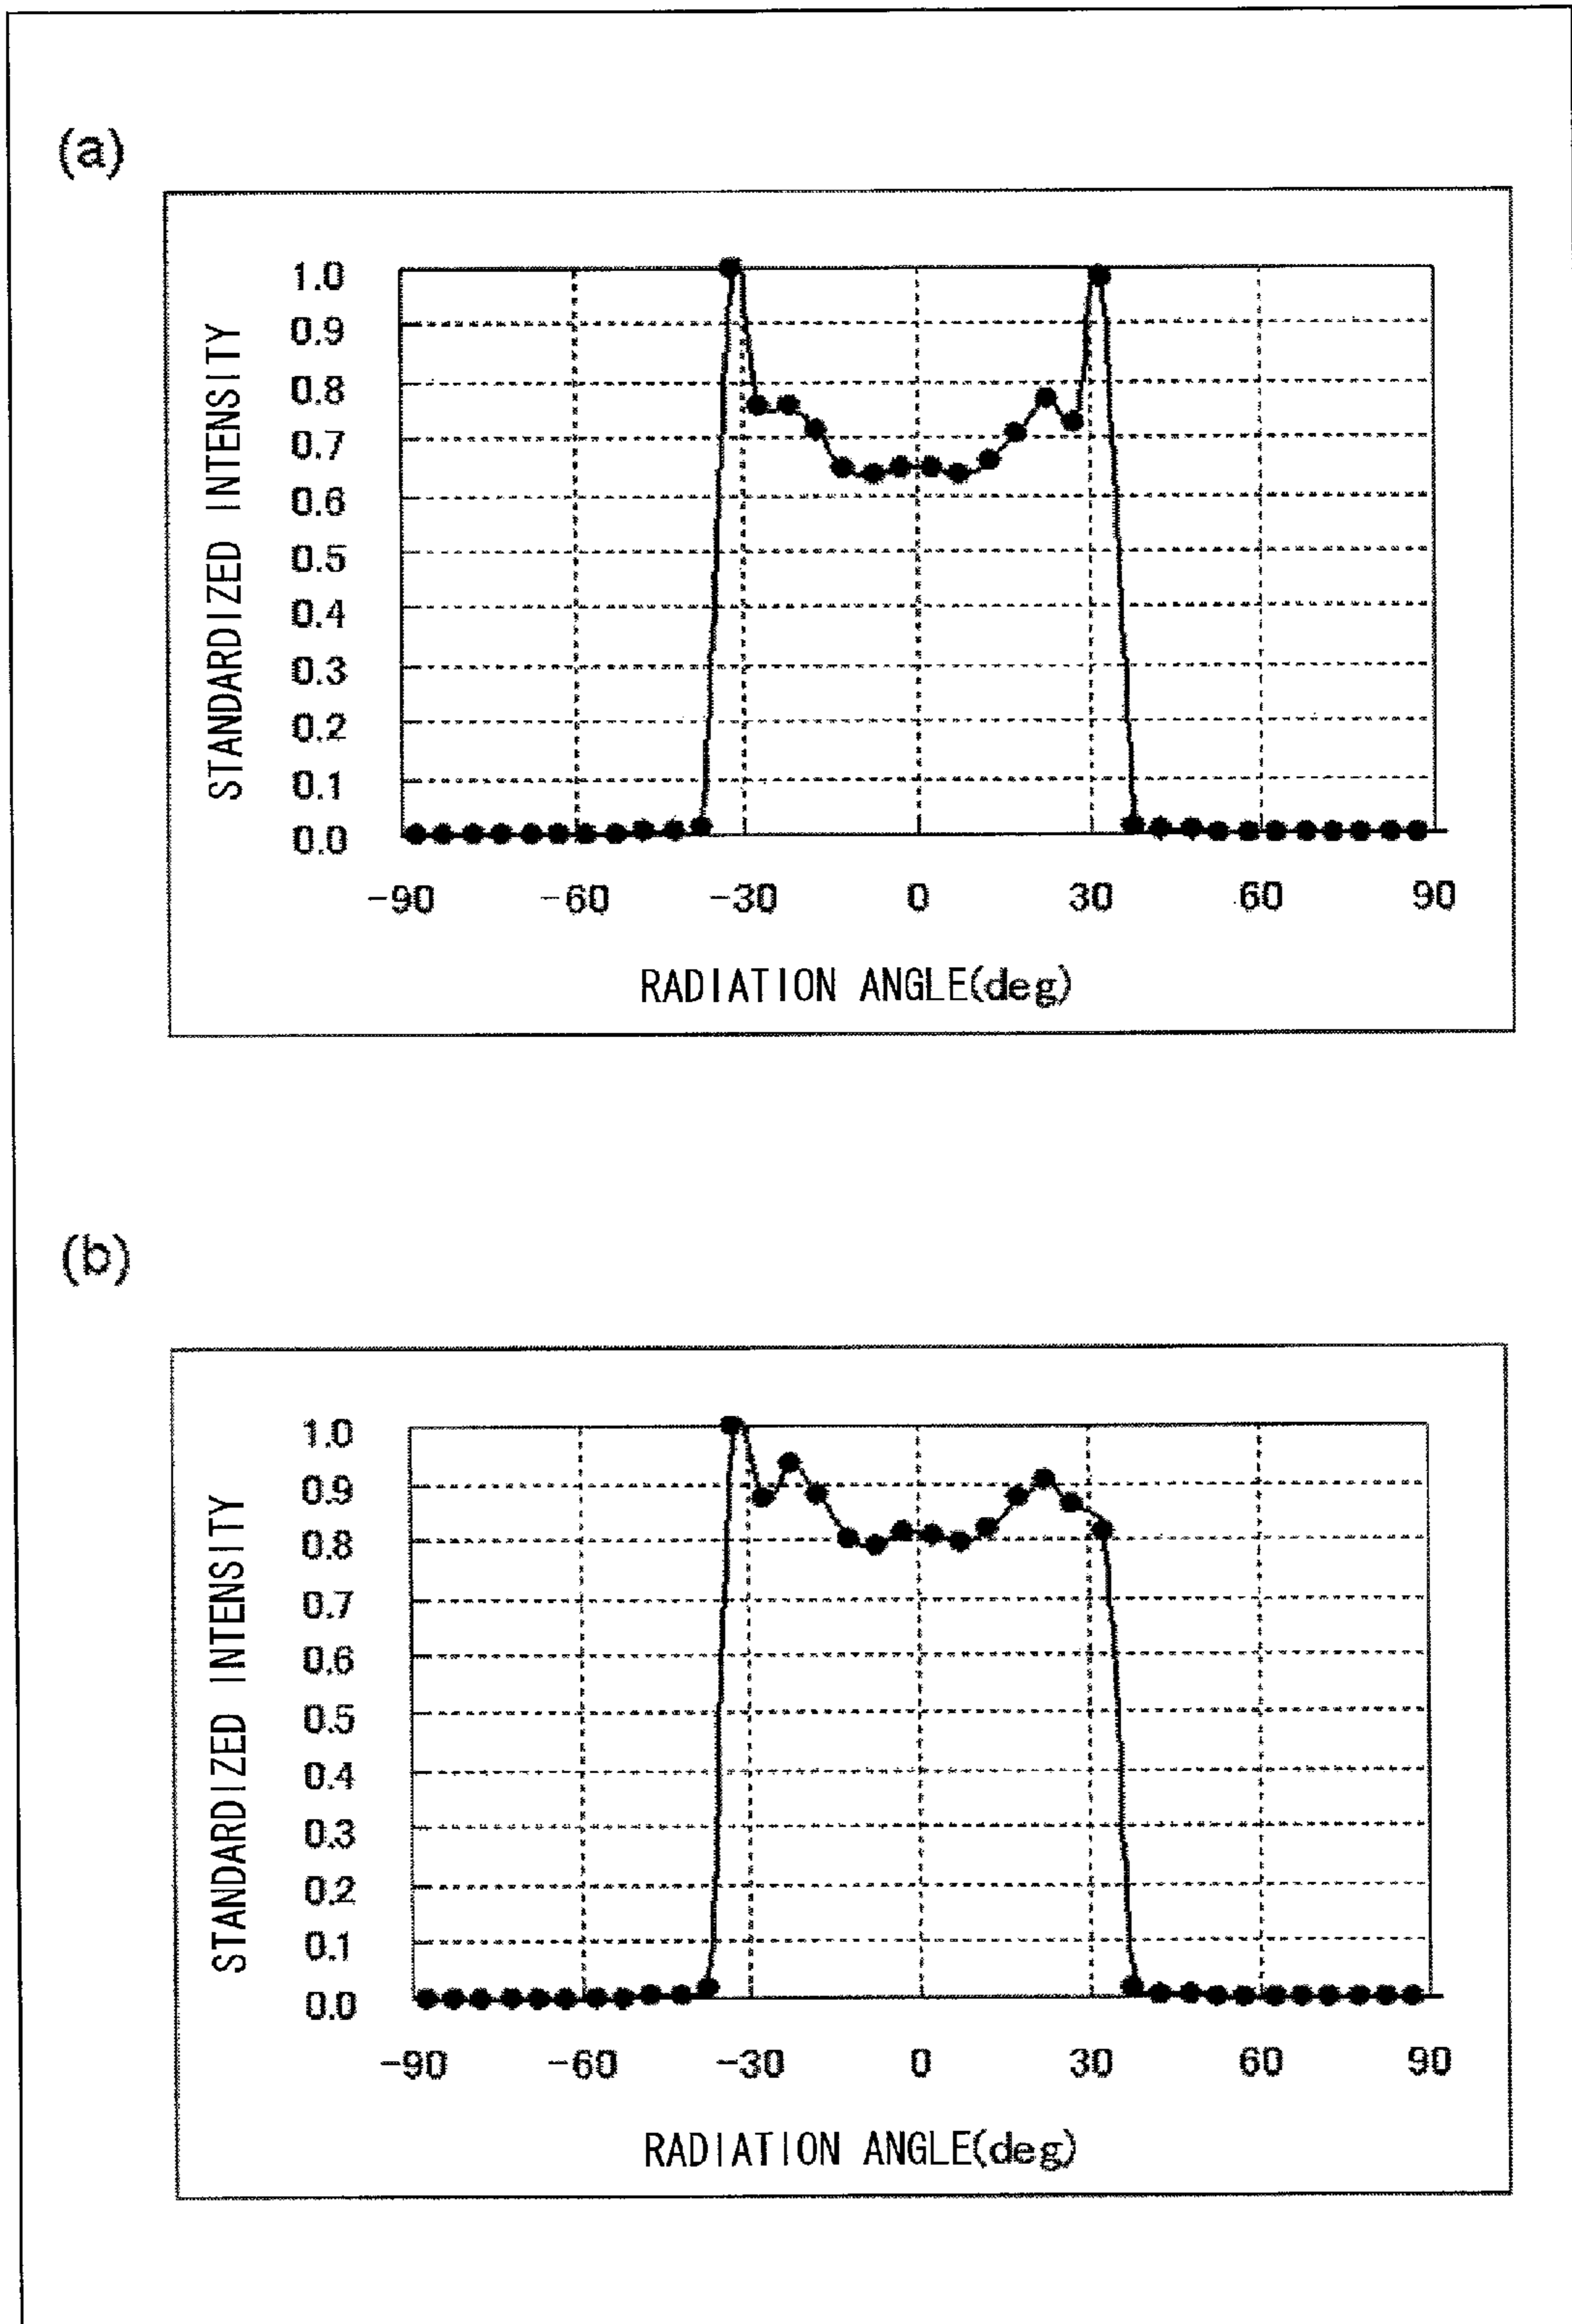 (a)
STANDARDIZED INTENSITY
1.0
0.9
0.8
0.7
0.6
0.5
0.4
0.3
0.2
0.1
0.0
-90 -60 -30 0 30 60 90
RADIATION ANGLE(deg)
(b)
STANDARDIZED INTENSITY
1.0
0.9
0.8
0.7
0.6
0.5
0.4
0.3
0.2
0.1
0.0
-90 -60 -30 0 30 60 90
RADIATION ANGLE(deg)